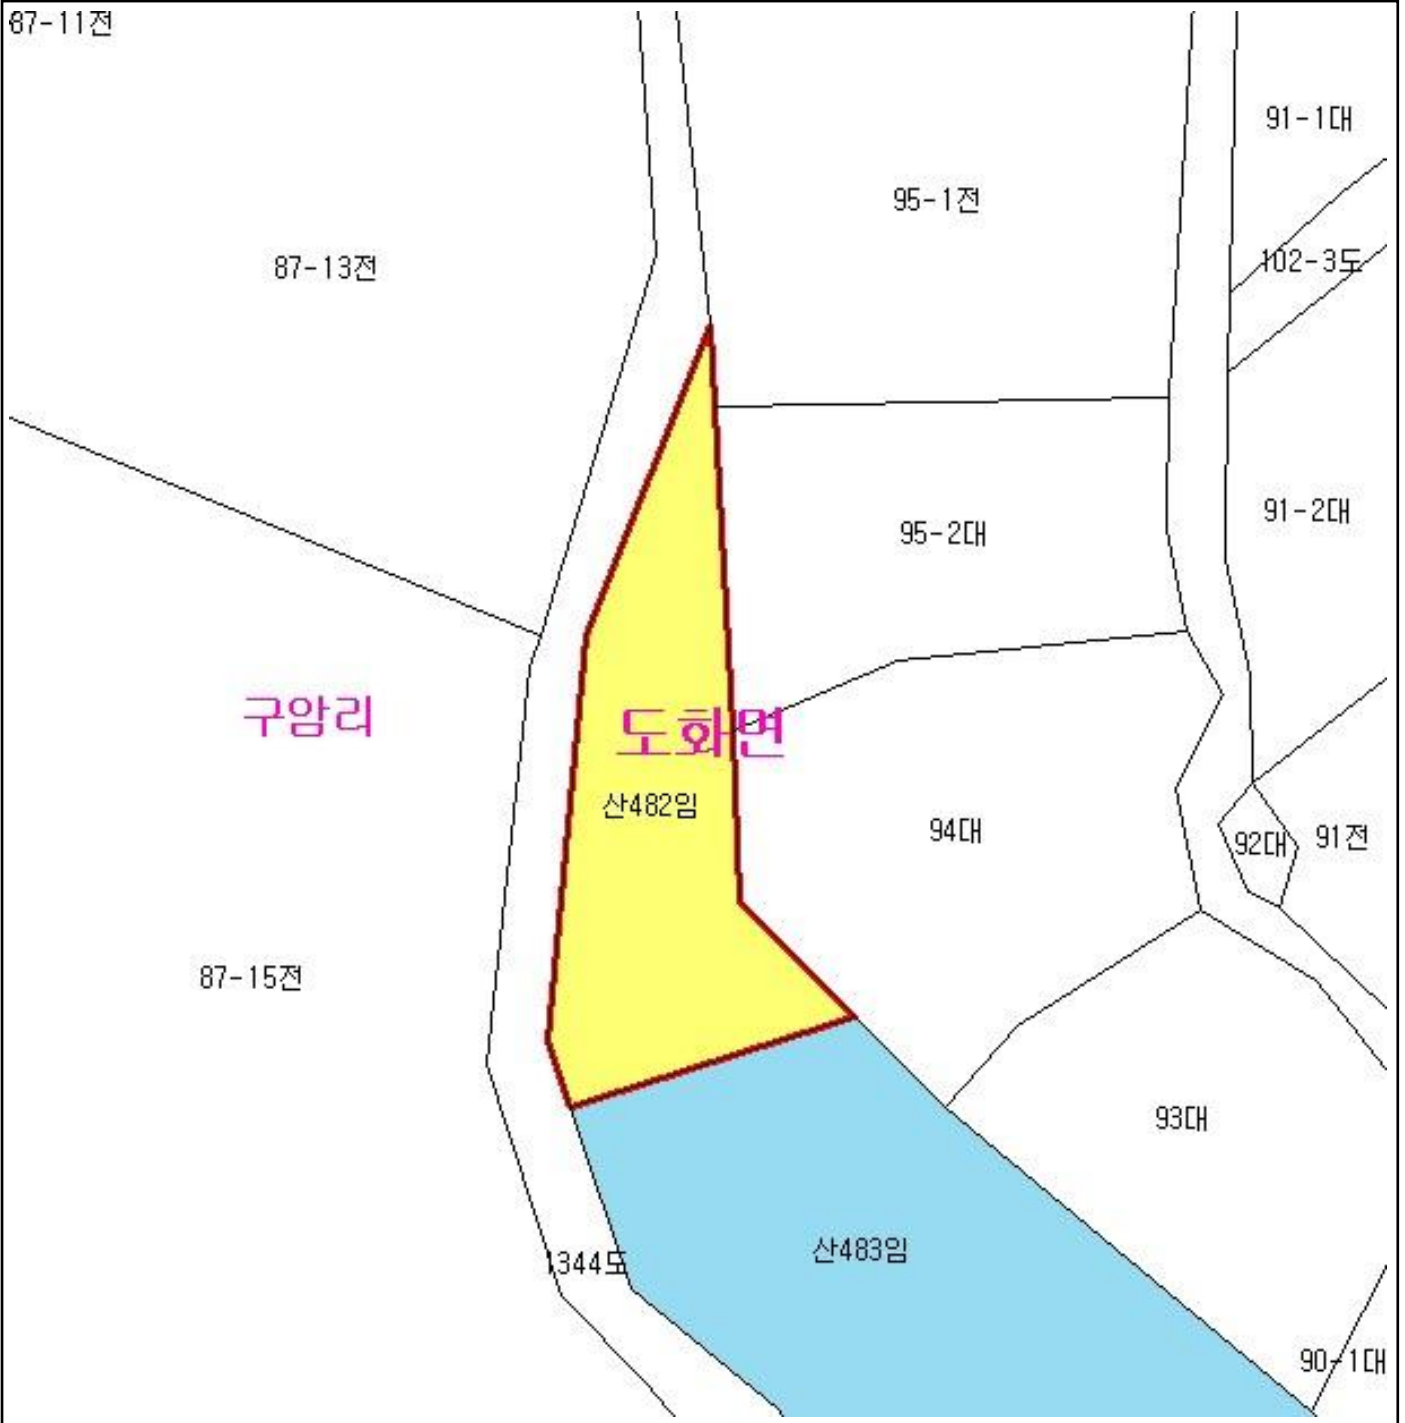 87-11전
91-1대
95-1전
102-3도
87-13전
91-2대
95-2대
구암리
도화면
산482임
94대
92대
91전
87-15전
93대
산483임
1344도
90-1대